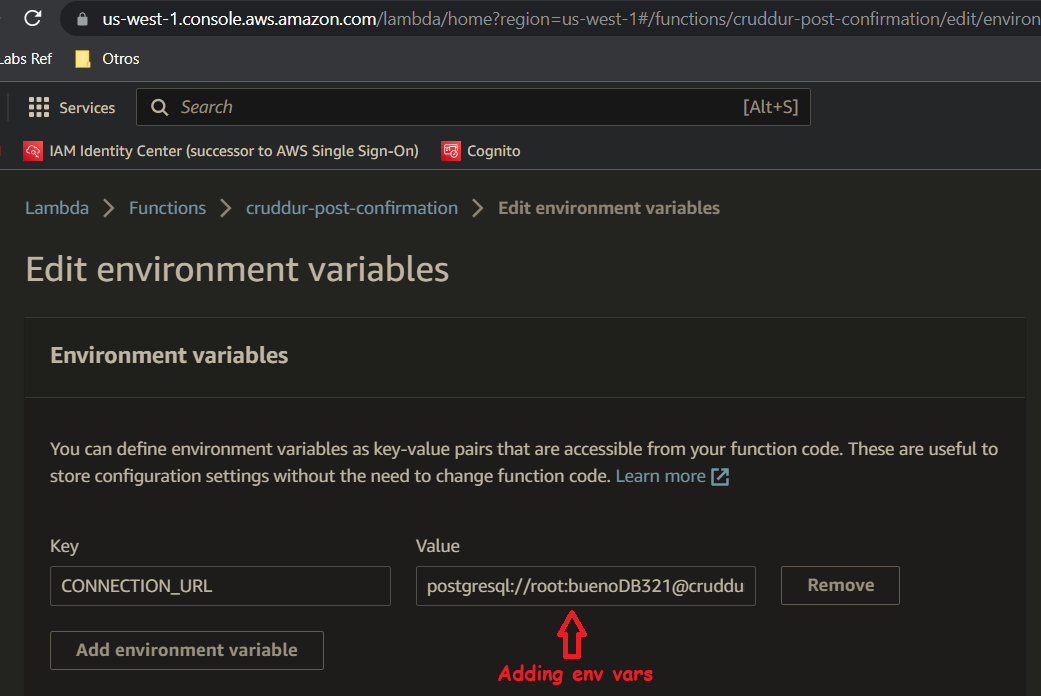 us-west-1.console.aws.amazon.com/lambda/home?region=us-west-1#/functions/cruddur-post-confirmation/edit/environ
Labs Ref Otros
Services Search [Alt+S]
IAM Identity Center (successor to AWS Single Sign-On) Cognito
Lambda Functions cruddur-post-confirmation Edit environment variables
Edit environment variables
Environment variables
You can define environment variables as key-value pairs that are accessible from your function code. These are useful to
store configuration settings without the need to change function code. Learn more
Key Value
CONNECTION_URL postgresql://root:buenoDB321@cruddu Remove
Add environment variable
Adding env vars